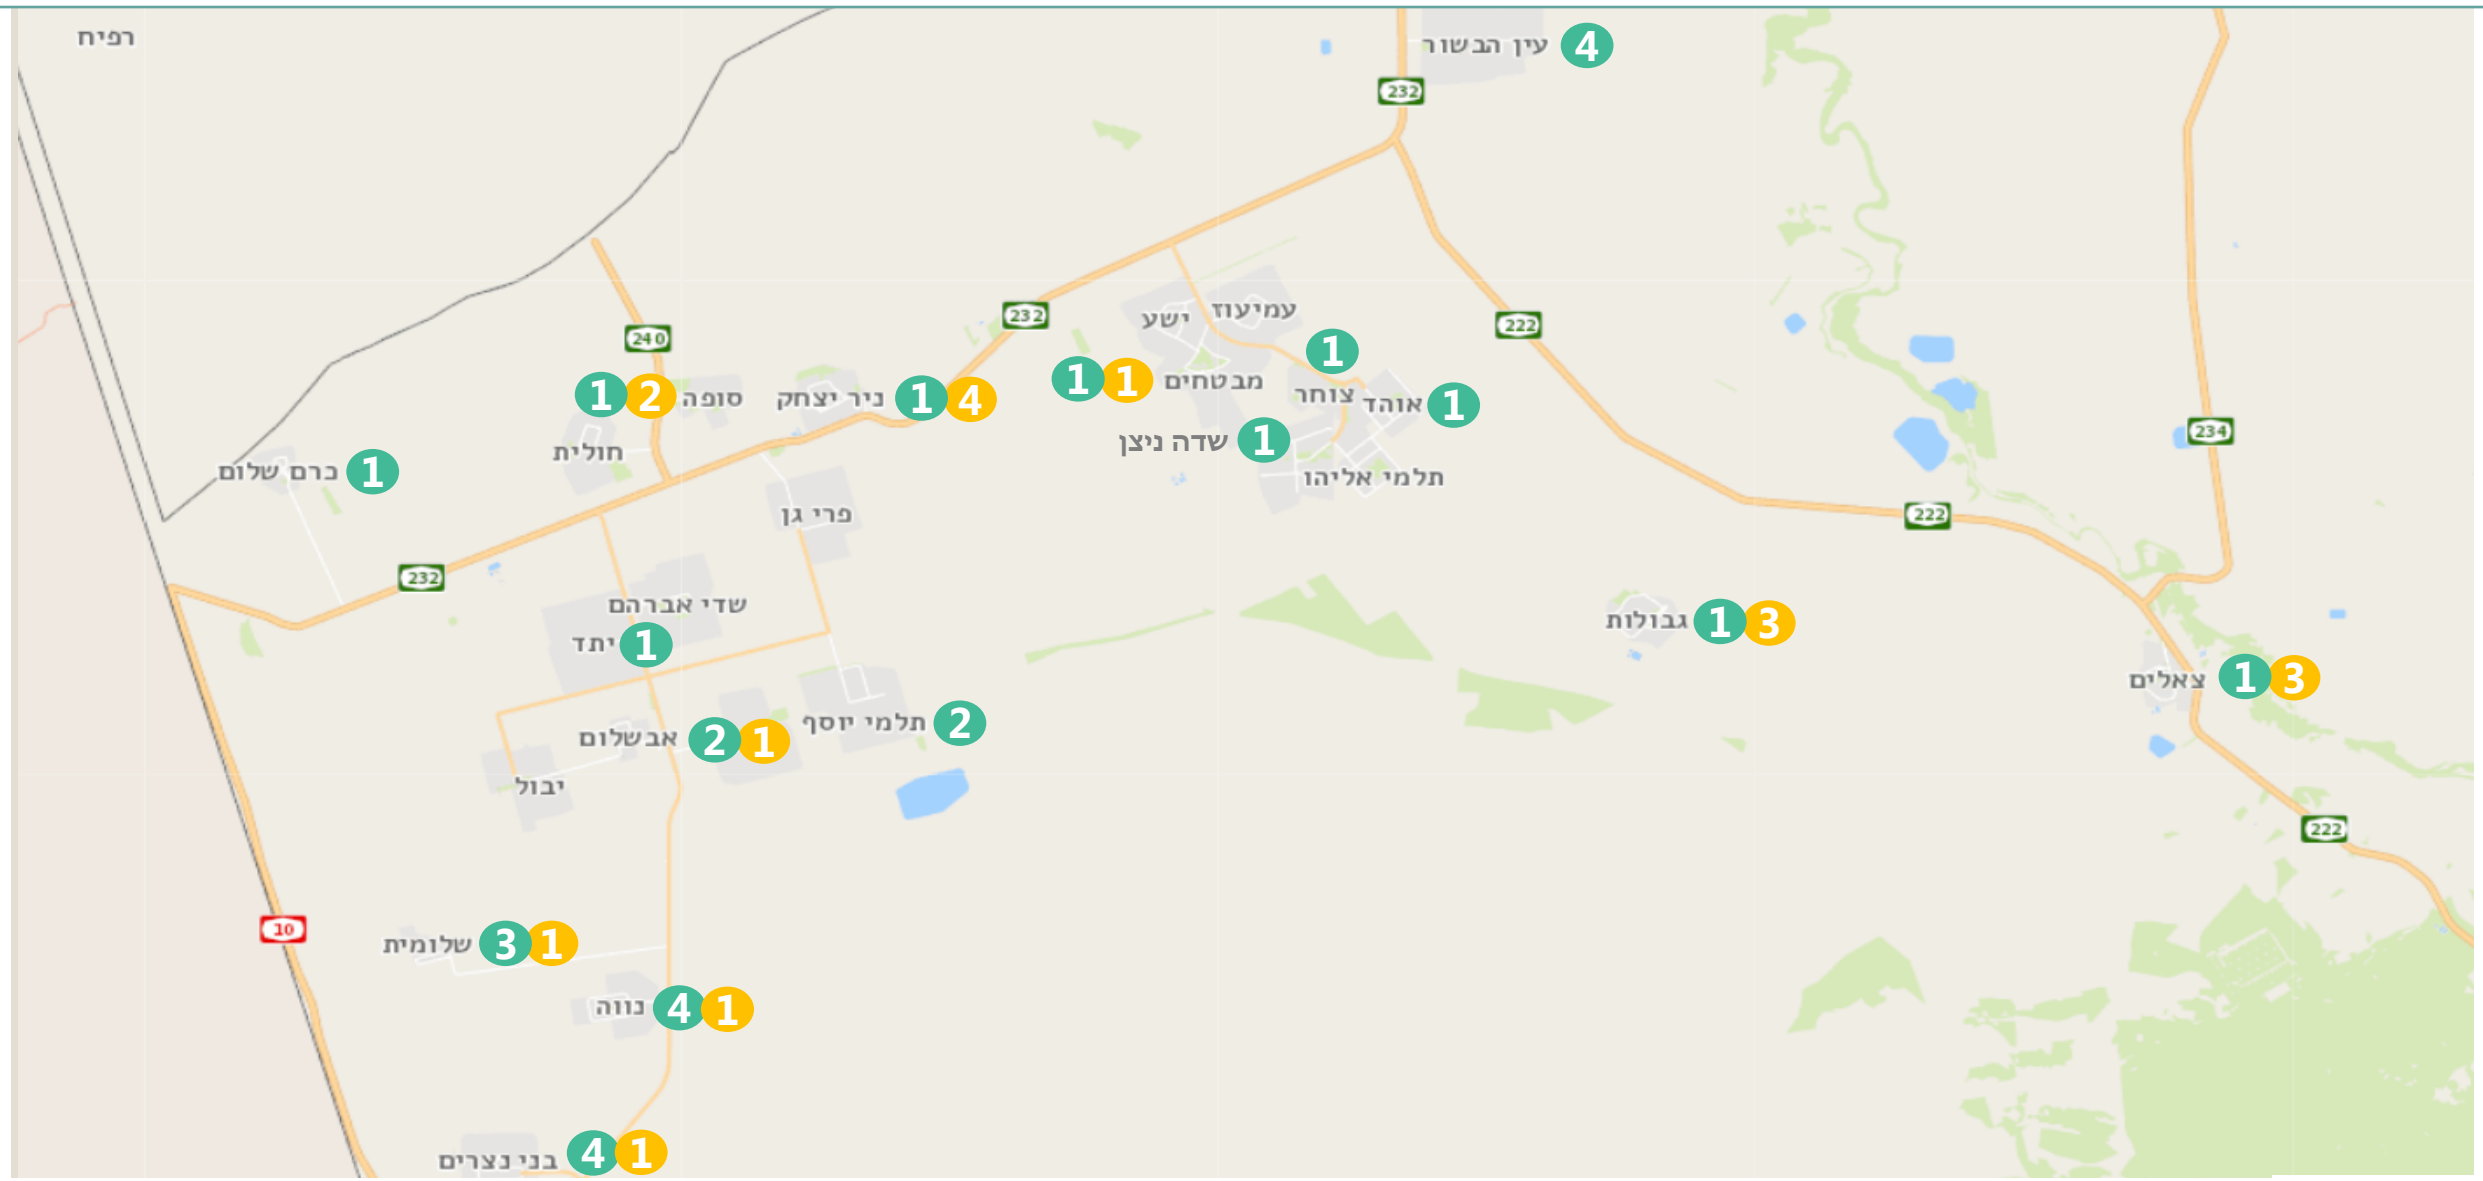 רפיח
עין הבשור 4
232
עמיעוז
ישע
232
222
240
1
מבטחים 1 1
סופה 1 2
ניר יצחק 1 4
צוחר
אוהד 1
שדה ניצן 1
234
חולית
כרם שלום 1
תלמי אליהו
פרי גן
222
232
שדי אברהם
יתד 1
גבולות 1 3
צאלים 1 3
תלמי יוסף 2
אבשלום 2 1
יבול
222
10
שלומית 3 1
נווה 4 1
בני נצרים 4 1